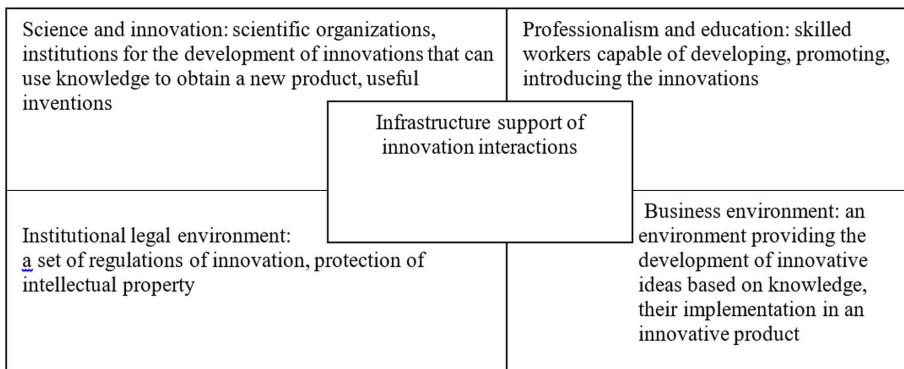 Science and innovation: scientific organizations,
institutions for the development of innovations that can
use knowledge to obtain a new product, useful
inventions
Professionalism and education: skilled
workers capable of developing, promoting,
introducing the innovations
Infrastructure support of
innovation interactions
Institutional legal environment:
a set of regulations of innovation, protection of
intellectual property
Business environment: an
environment providing the
development of innovative
ideas based on knowledge,
their implementation in an
innovative product